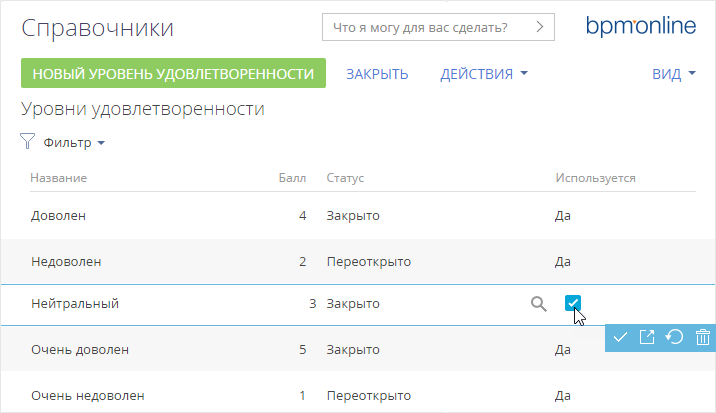 Справочники
Что я могу для вас сделать?
bpm'online
НОВЫЙ УРОВЕНЬ УДОВЛЕТВОРЕННОСТИ ЗАКРЫТЬ ДЕЙСТВИЯ ВИД
Уровни удовлетворенности
Фильтр
Название Балл Статус Используется
Доволен 4 Закрыто Да
Недоволен 2 Переоткрыто Да
Нейтральный 3 Закрыто
Очень доволен 5 Закрыто Да
Очень недоволен 1 Переоткрыто Да